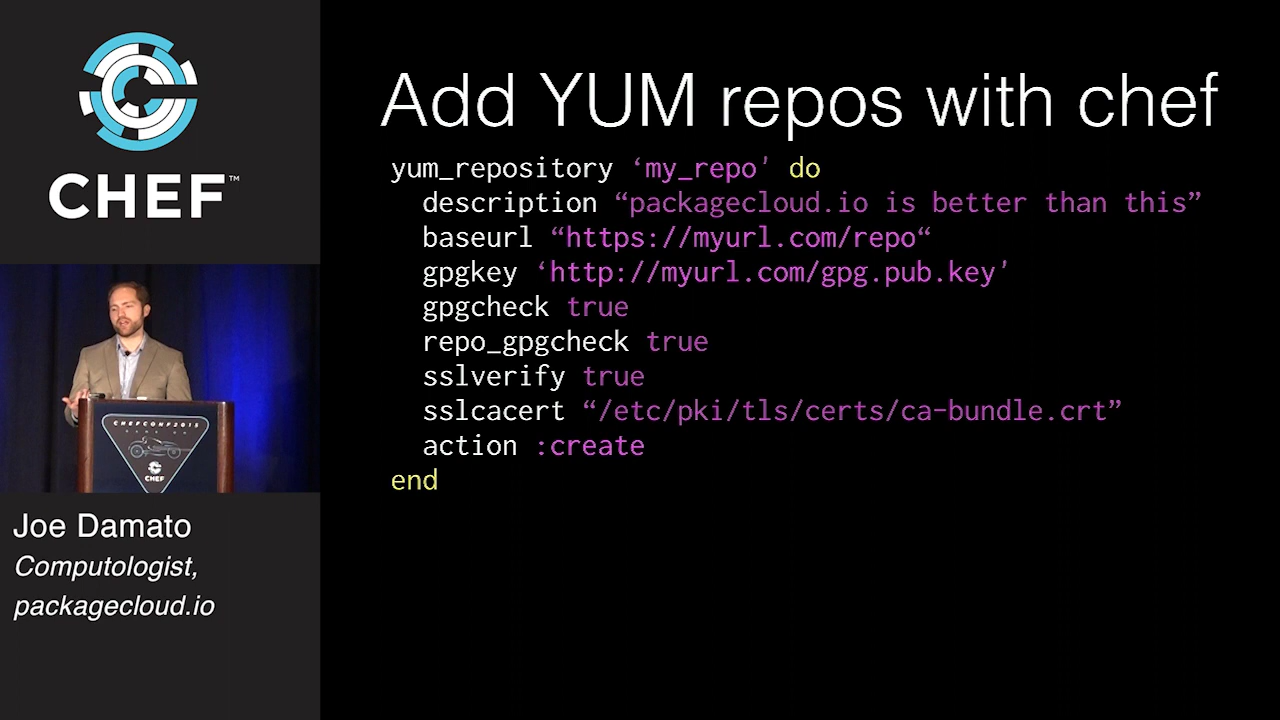 CHEF™
Add YUM repos with chef
yum_repository ‘my_repo' do
description “packagecloud.io is better than this”
baseurl “https://myurl.com/repo“
gpgkey ‘http://myurl.com/gpg.pub.key'
gpgcheck true
repo_gpgcheck true
sslverify true
sslcacert “/etc/pki/tls/certs/ca-bundle.crt”
action :create
end
CHEFCONF2015
CHEF
Joe Damato
Computologist,
packagecloud.io